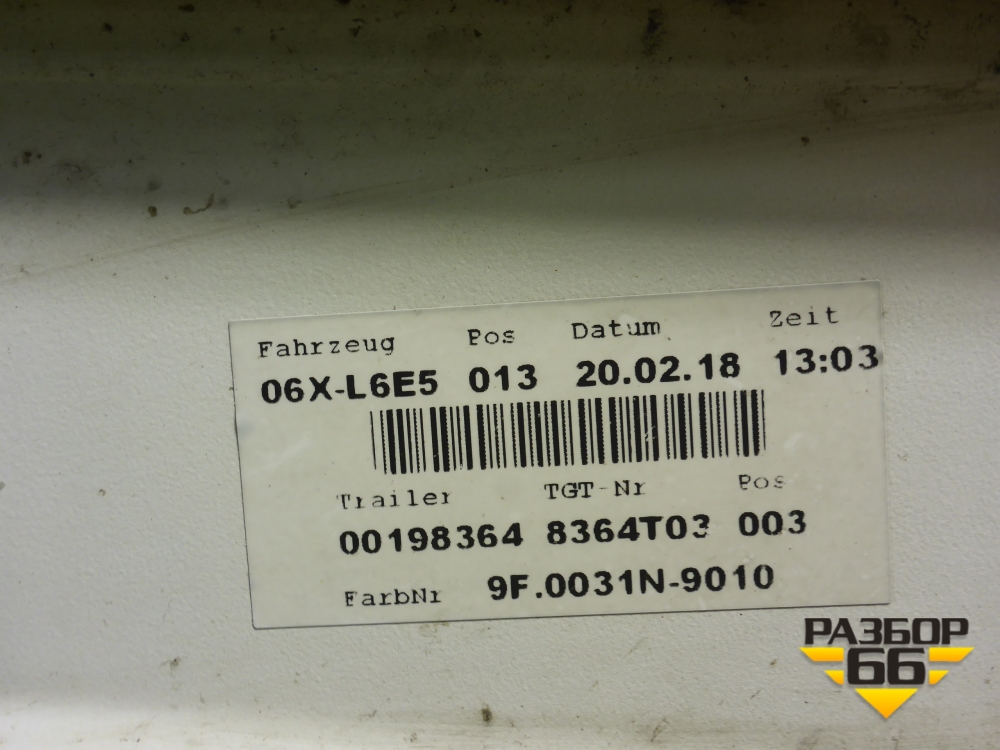 Fahrzeug Pos Datum Zeit
06X-L6E5 013 20.02.18 13:03
Trailer TGT-Nr Pos
00198364 8364T03 003
FarbNr 9F.0031N-9010
РАЗБОР
66